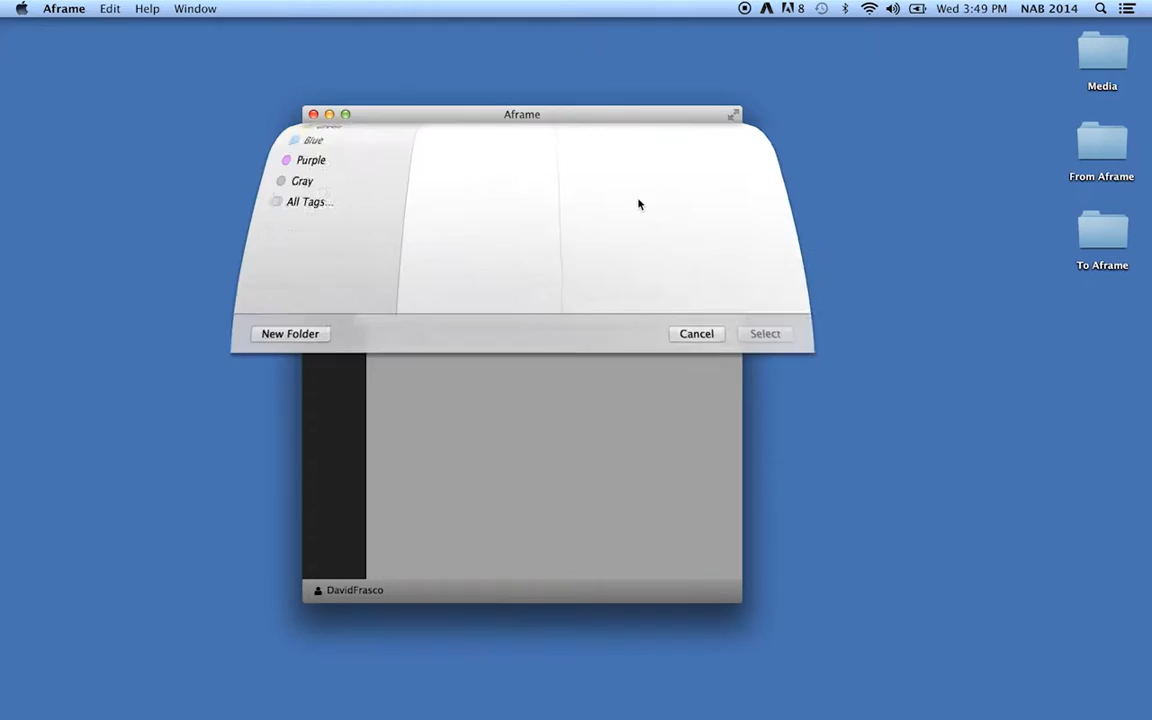 Aframe Edit Help Window 8 Wed 3:49 PM NAB 2014
Media
From Aframe
To Aframe
Aframe
Blue
Purple
Gray
All Tags...
New Folder Cancel Select
DavidFrasco